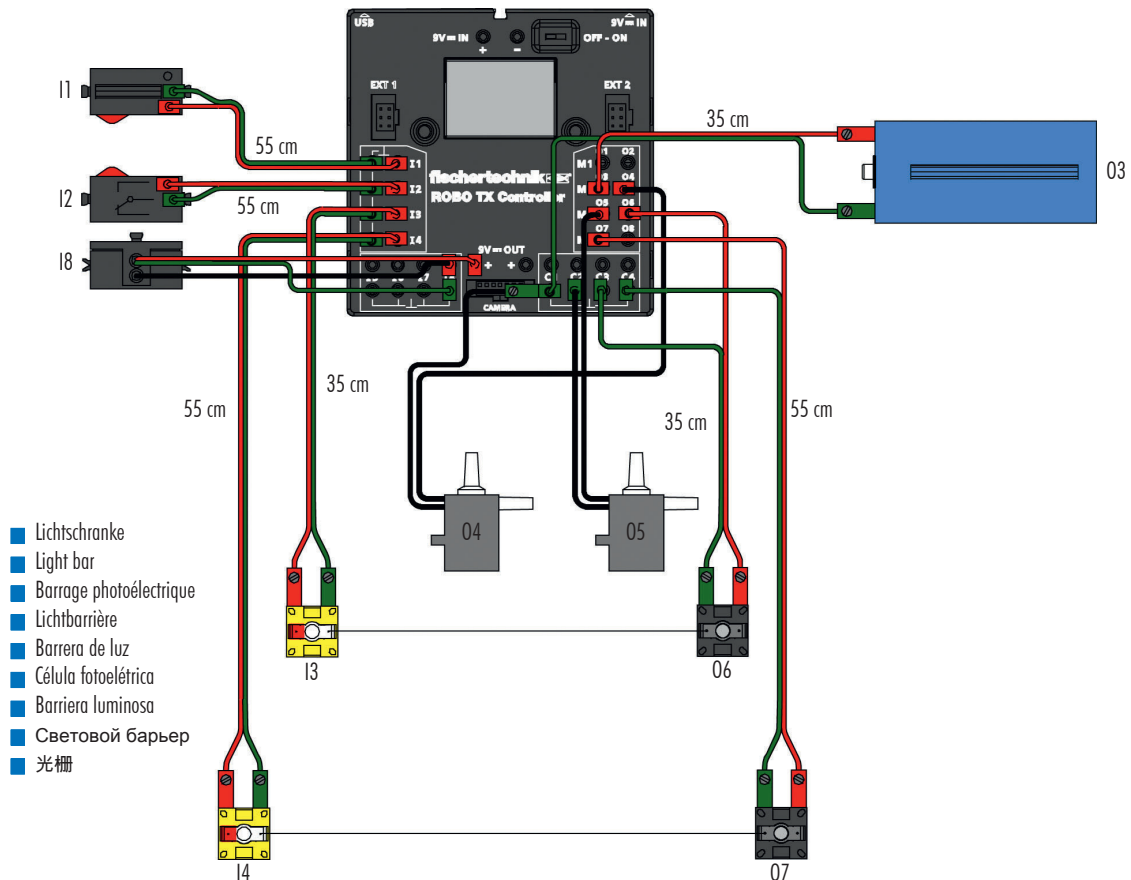 USB
9V = IN
9V = IN
+
-
OFF - ON
EXT 1
EXT 2
I1
55 cm
I2
55 cm
I8
I1
I2
I3
I4
fischertechnik
ROBO TX Controller
M1
O2
O4
O5
O6
O7
O8
9V = OUT
+
+
CAMERA
35 cm
O3
35 cm
55 cm
35 cm
55 cm
O4
O5
Lichtschranke
Light bar
Barrage photoélectrique
Lichtbarrière
Barrera de luz
Célula fotoelétrica
Barriera luminosa
Световой барьер
光栅
I3
O6
I4
O7